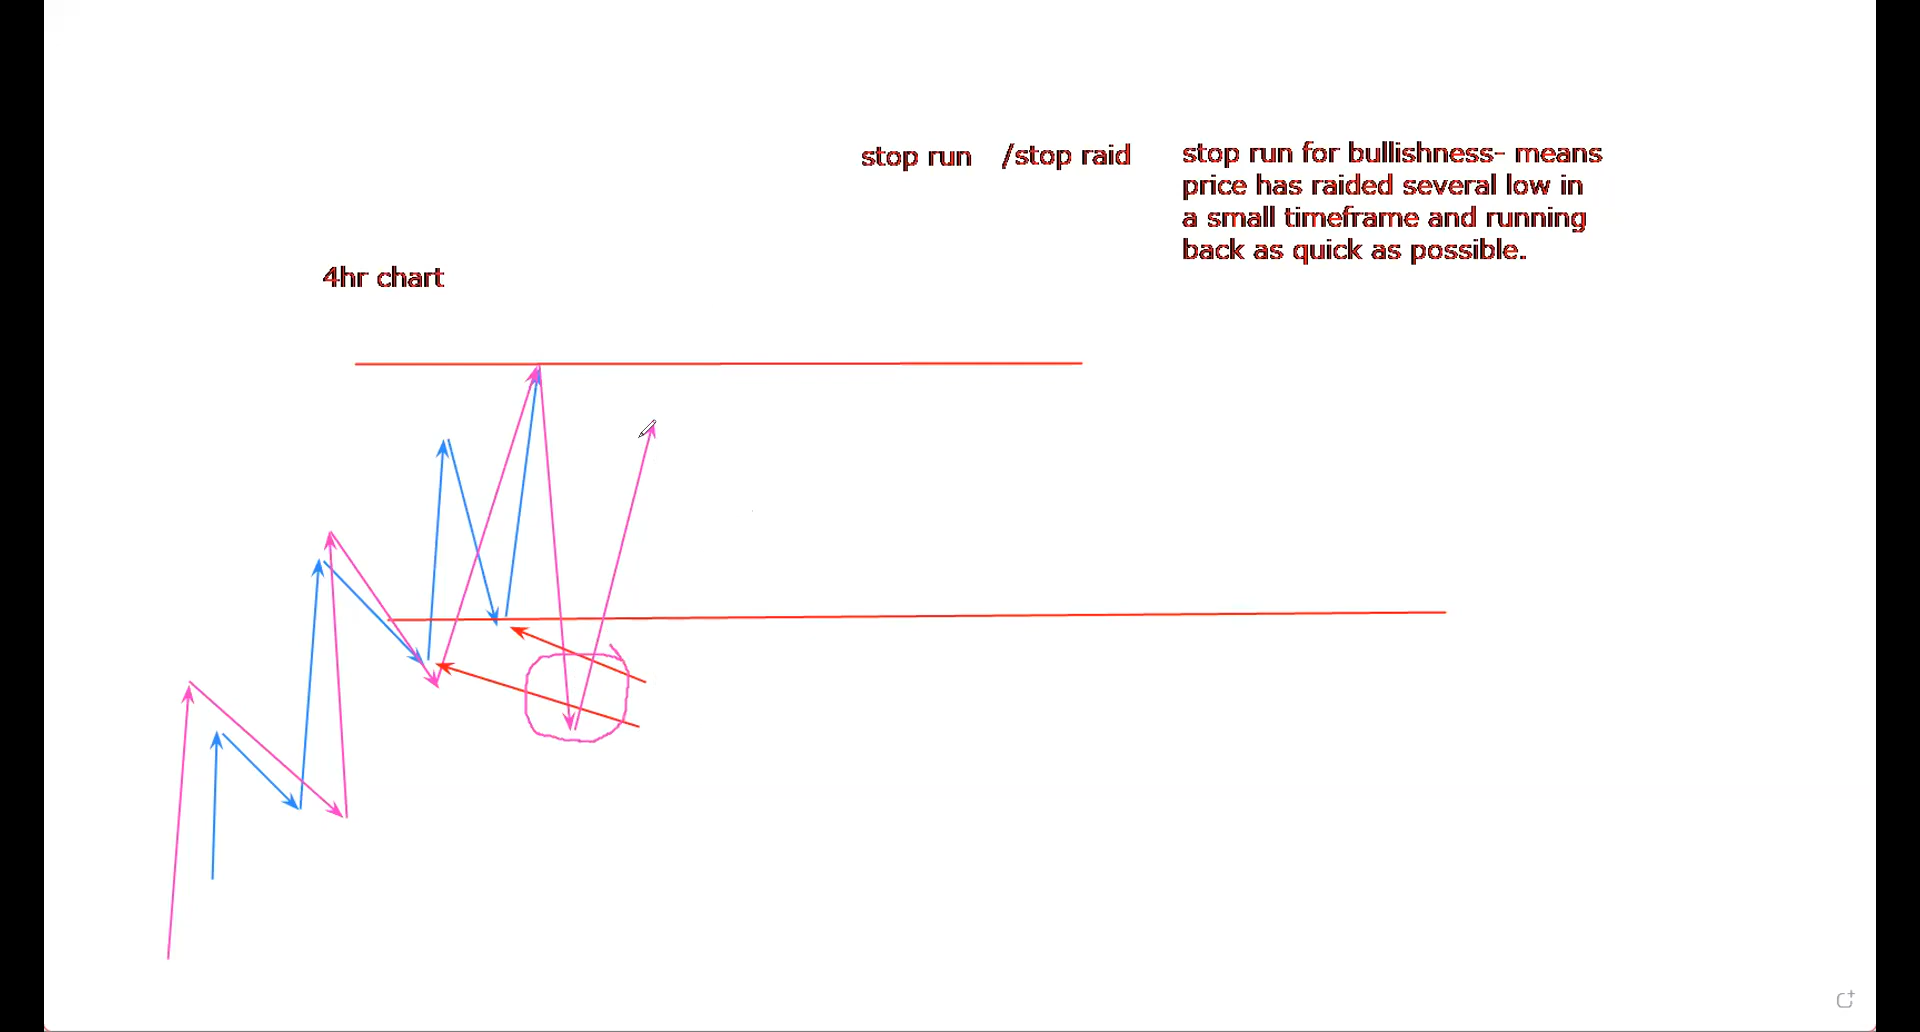 stop run /stop raid
stop run for bullishness- means
price has raided several low in
a small timeframe and running
back as quick as possible.
4hr chart